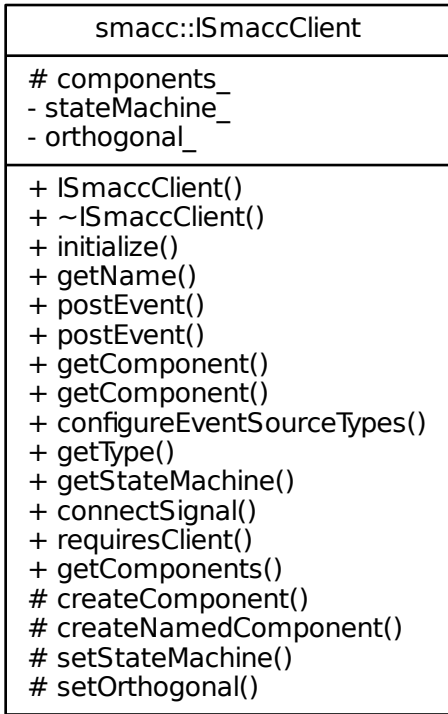 smacc::ISmaccClient
# components_
- stateMachine_
- orthogonal_
+ ISmaccClient()
+ ~ISmaccClient()
+ initialize()
+ getName()
+ postEvent()
+ postEvent()
+ getComponent()
+ getComponent()
+ configureEventSourceTypes()
+ getType()
+ getStateMachine()
+ connectSignal()
+ requiresClient()
+ getComponents()
# createComponent()
# createNamedComponent()
# setStateMachine()
# setOrthogonal()